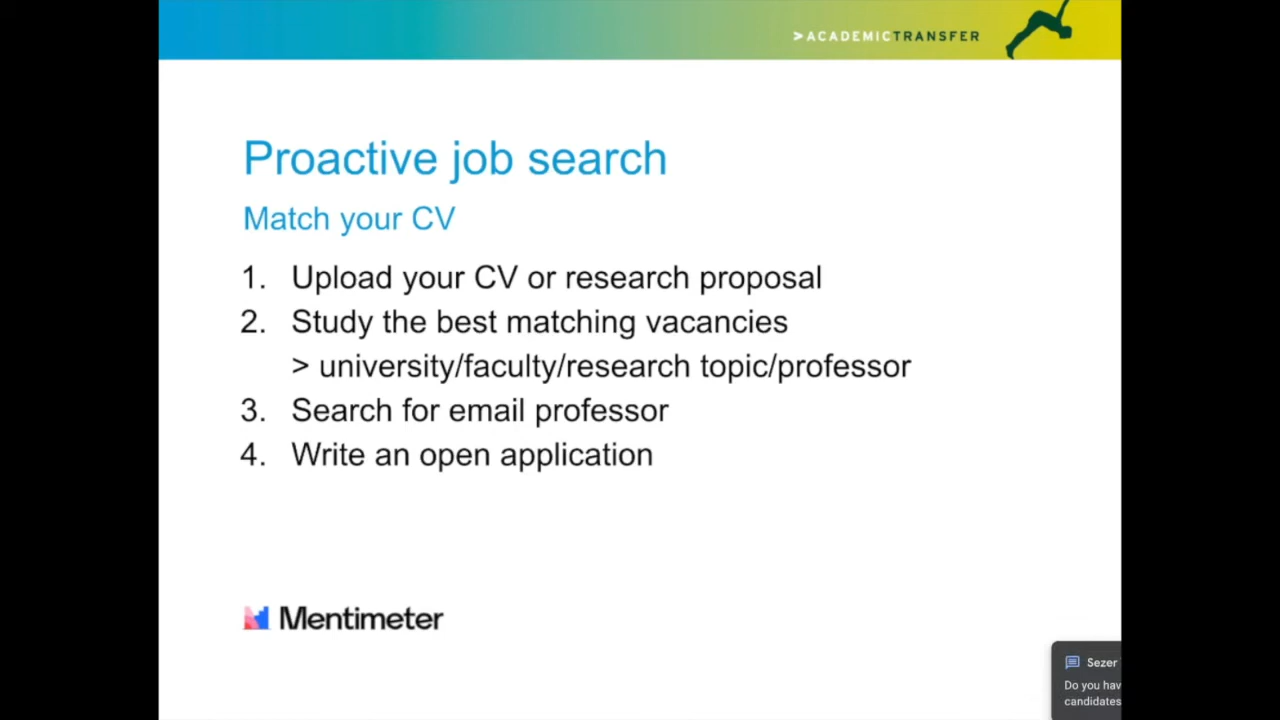 >ACADEMICTRANSFER
Proactive job search
Match your CV
1. Upload your CV or research proposal
2. Study the best matching vacancies
> university/faculty/research topic/professor
3. Search for email professor
4. Write an open application
Mentimeter
Sezer
Do you hav
candidates